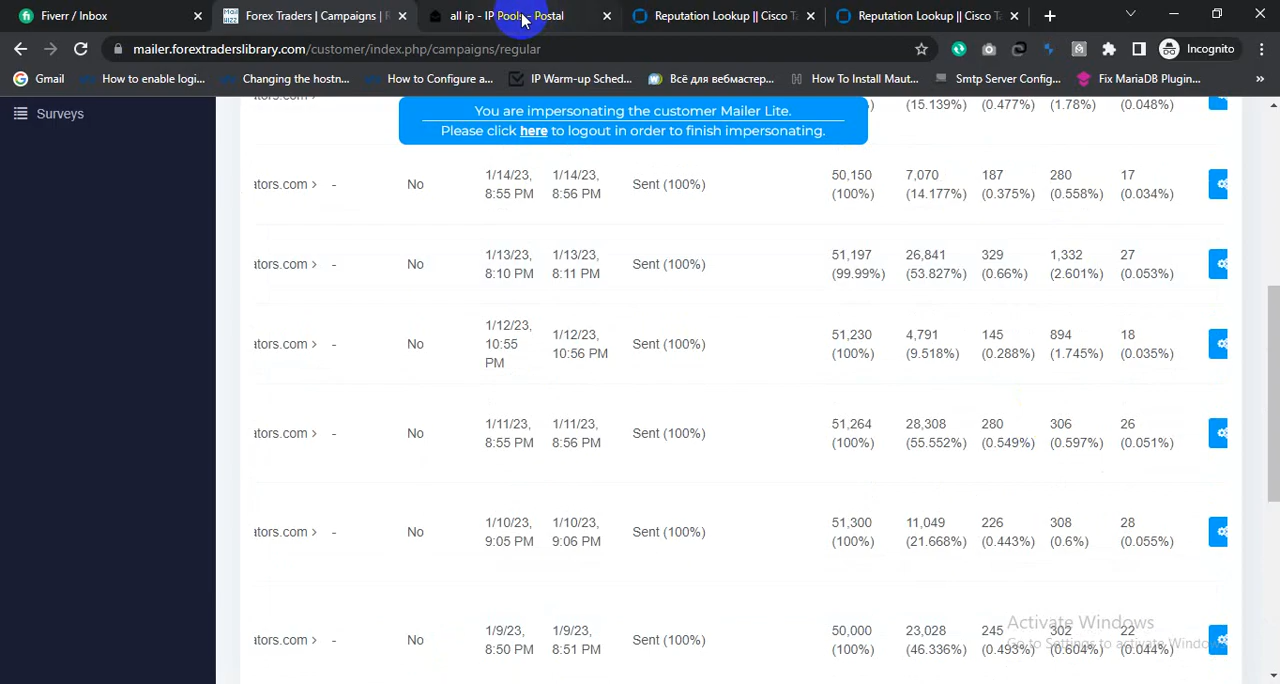 Fiverr / Inbox
Forex Traders | Campaigns | R
all ip - IP Pools - Postal
Reputation Lookup || Cisco Ta
Reputation Lookup || Cisco T
mailer.forextraderslibrary.com/customer/index.php/campaigns/regular
Incognito
Gmail
How to enable logi...
Changing the hostn...
How to Configure a...
IP Warm-up Sched...
Всё для вебмастер...
How To Install Maut...
Smtp Server Config...
Fix MariaDB Plugin...
»
Surveys
You are impersonating the customer Mailer Lite.
Please click here to logout in order to finish impersonating.
(15.139%) (0.477%) (1.78%) (0.048%)
ators.com > - No 1/14/23, 8:55 PM 1/14/23, 8:56 PM Sent (100%) 50,150 (100%) 7,070 (14.177%) 187 (0.375%) 280 (0.558%) 17 (0.034%)
ators.com > - No 1/13/23, 8:10 PM 1/13/23, 8:11 PM Sent (100%) 51,197 (99.99%) 26,841 (53.827%) 329 (0.66%) 1,332 (2.601%) 27 (0.053%)
ators.com > - No 1/12/23, 10:55 PM 1/12/23, 10:56 PM Sent (100%) 51,230 (100%) 4,791 (9.518%) 145 (0.288%) 894 (1.745%) 18 (0.035%)
ators.com > - No 1/11/23, 8:55 PM 1/11/23, 8:56 PM Sent (100%) 51,264 (100%) 28,308 (55.552%) 280 (0.549%) 306 (0.597%) 26 (0.051%)
ators.com > - No 1/10/23, 9:05 PM 1/10/23, 9:06 PM Sent (100%) 51,300 (100%) 11,049 (21.668%) 226 (0.443%) 308 (0.6%) 28 (0.055%)
ators.com > - No 1/9/23, 8:50 PM 1/9/23, 8:51 PM Sent (100%) 50,000 (100%) 23,028 (46.336%) 245 (0.493%) 302 (0.604%) 22 (0.044%)
Activate Windows
Go to Settings to activate Windows